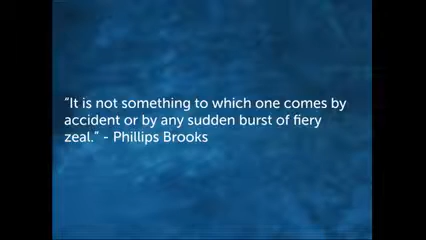 “It is not something to which one comes by
accident or by any sudden burst of fiery
zeal.” - Phillips Brooks